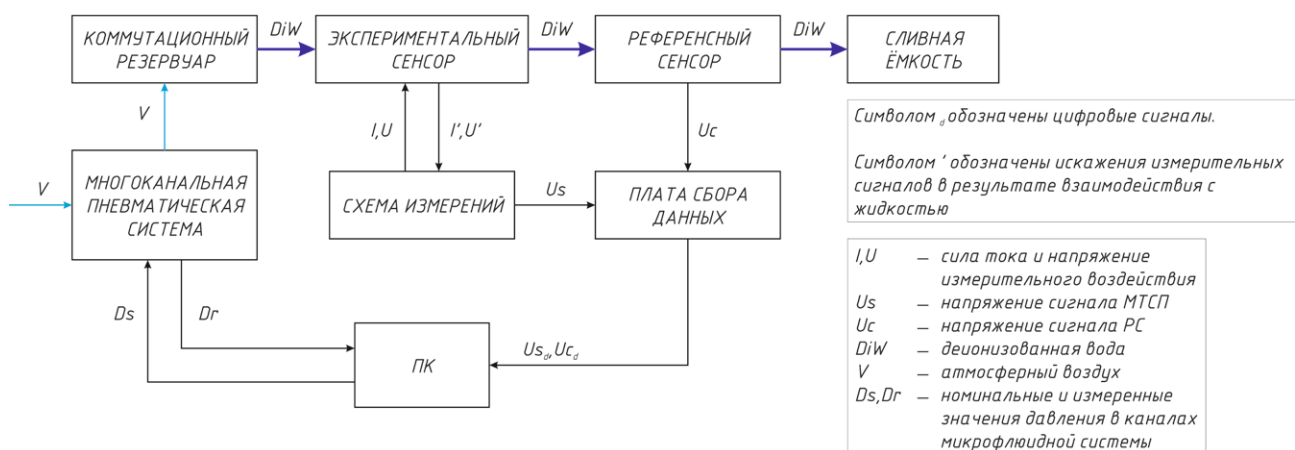 КОММУТАЦИОННЫЙ
РЕЗЕРВУАР
DiW
ЭКСПЕРИМЕНТАЛЬНЫЙ
СЕНСОР
DiW
РЕФЕРЕНСНЫЙ
СЕНСОР
DiW
СЛИВНАЯ
ЁМКОСТЬ
V
I,U
I',U'
Uc
Символом d обозначены цифровые сигналы.
Символом ' обозначены искажения измерительных
сигналов в результате взаимодействия с
жидкостью
V
МНОГОКАНАЛЬНАЯ
ПНЕВМАТИЧЕСКАЯ
СИСТЕМА
СХЕМА ИЗМЕРЕНИЙ
Us
ПЛАТА СБОРА
ДАННЫХ
I,U – сила тока и напряжение
измерительного воздействия
Us – напряжение сигнала МТСП
Uc – напряжение сигнала РС
DiW – деионизованная вода
V – атмосферный воздух
Ds,Dr – номинальные и измеренные
значения давления в каналах
микрофлюидной системы
Ds
Dr
ПК
Usd,Ucd